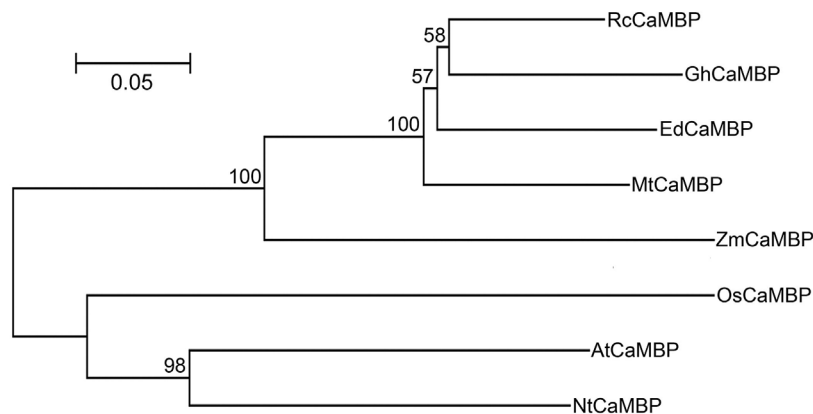 RcCaMBP
58
0.05
GhCaMBP
57
EdCaMBP
100
MtCaMBP
100
ZmCaMBP
OsCaMBP
AtCaMBP
98
NtCaMBP